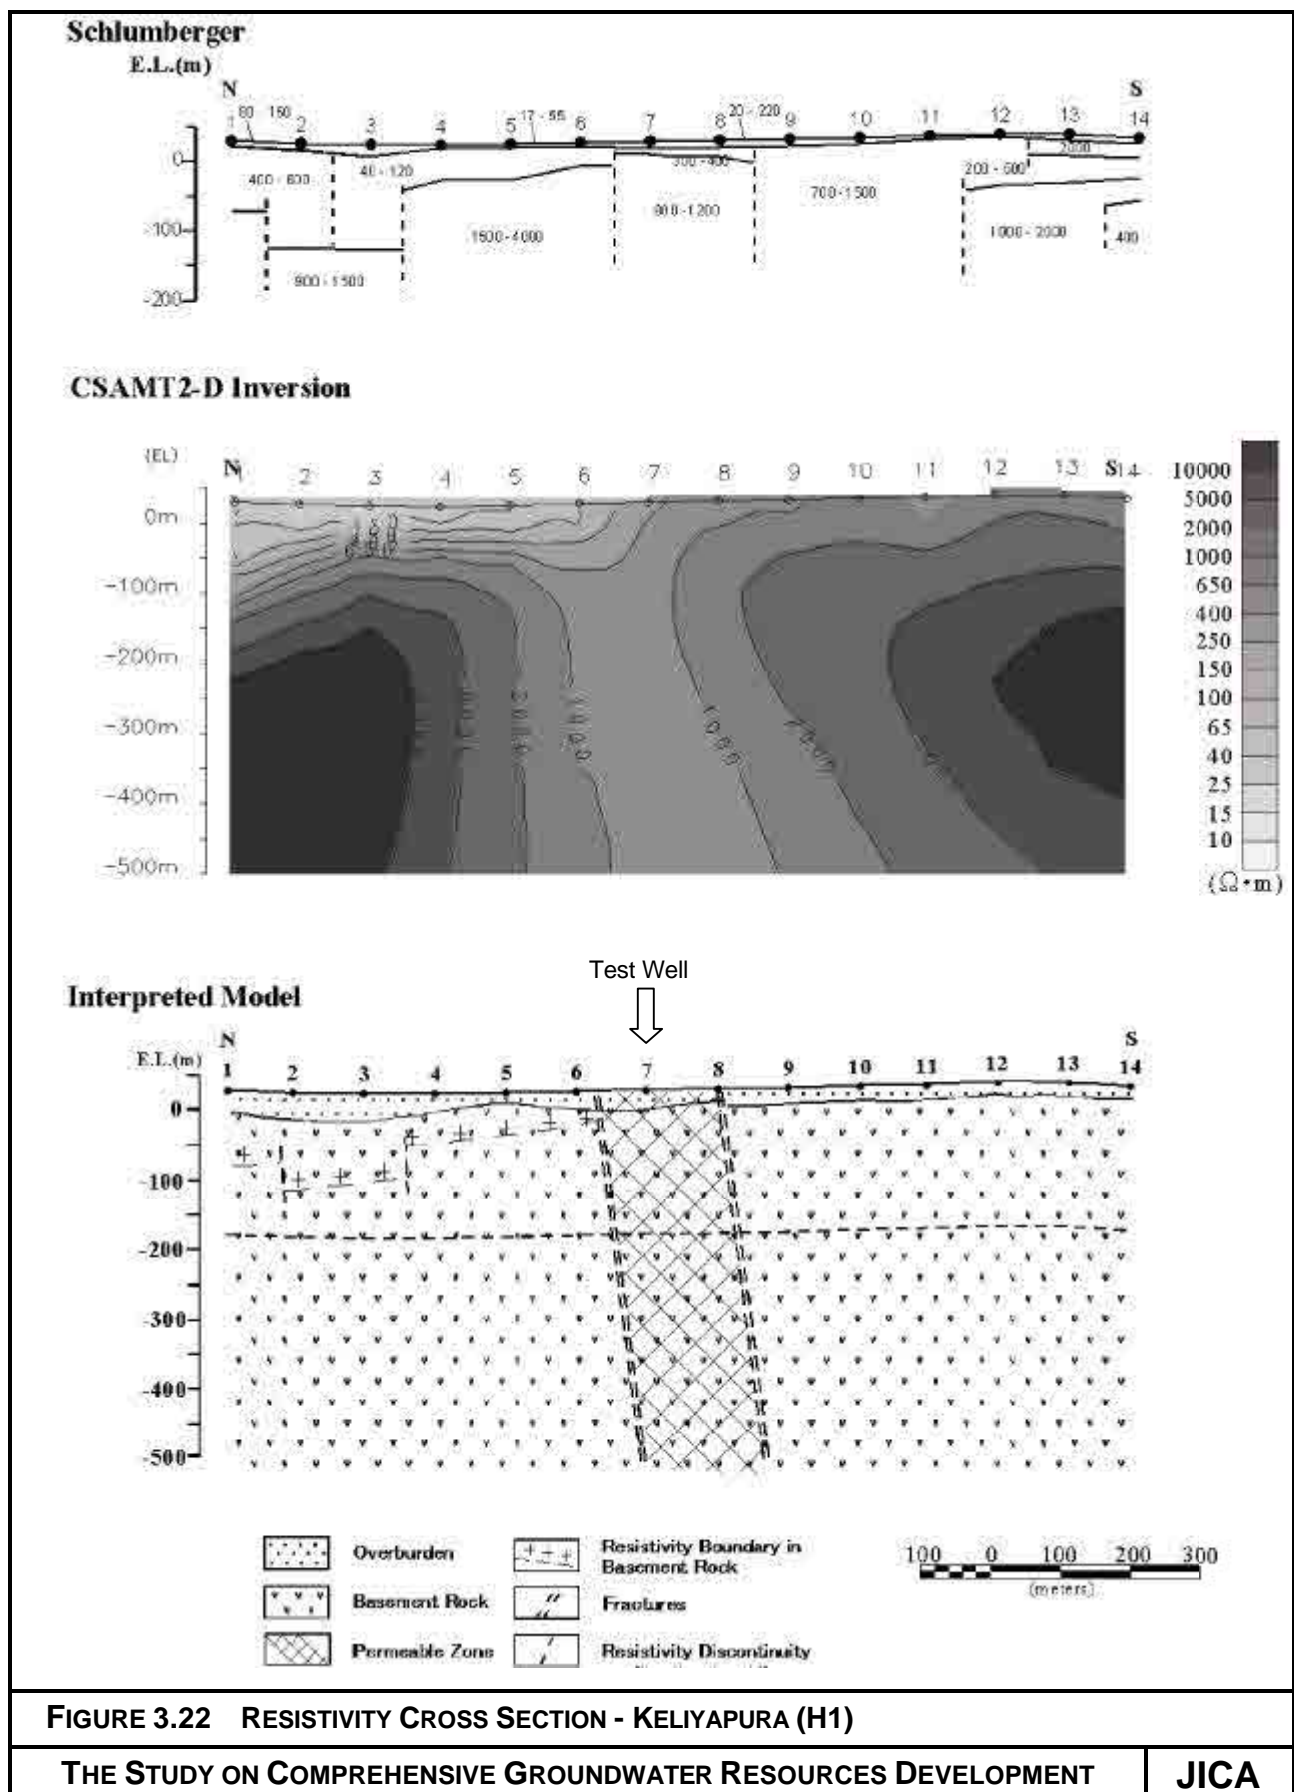 Schlumberger
E.L.(m)
N S
80 - 150 17 - 55 20 - 220
1 2 3 4 5 6 7 8 9 10 11 12 13 14
0
-100
-200
400 - 600
40 - 120
900 - 1500
1500 - 4000
300 - 400
800 - 1200
700 - 1500
200 - 500
2000
1000 - 2000
400
CSAMT2-D Inversion
(EL)
N S
1 2 3 4 5 6 7 8 9 10 11 12 13 14
0m
-100m
-200m
-300m
-400m
-500m
10000
5000
2000
1000
650
400
250
150
100
65
40
25
15
10
(Ω•m)
Test Well
Interpreted Model
N S
E.L.(m)
1 2 3 4 5 6 7 8 9 10 11 12 13 14
0
-100
-200
-300
-400
-500
Overburden
Basement Rock
Permeable Zone
Resistivity Boundary in
Basement Rock
Fractures
Resistivity Discontinuity
100 0 100 200 300
(meters)
FIGURE 3.22 RESISTIVITY CROSS SECTION - KELIYAPURA (H1)
THE STUDY ON COMPREHENSIVE GROUNDWATER RESOURCES DEVELOPMENT
JICA